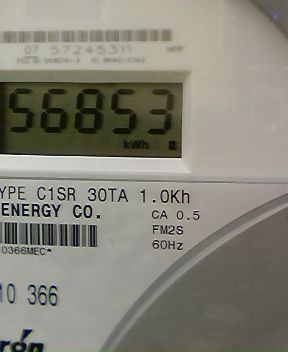 07 57245311
56853
kWh
YPE C1SR 30TA 1.0Kh
ENERGY CO.
CA 0.5
FM2S
60Hz
0366MEC*
10 366
rón